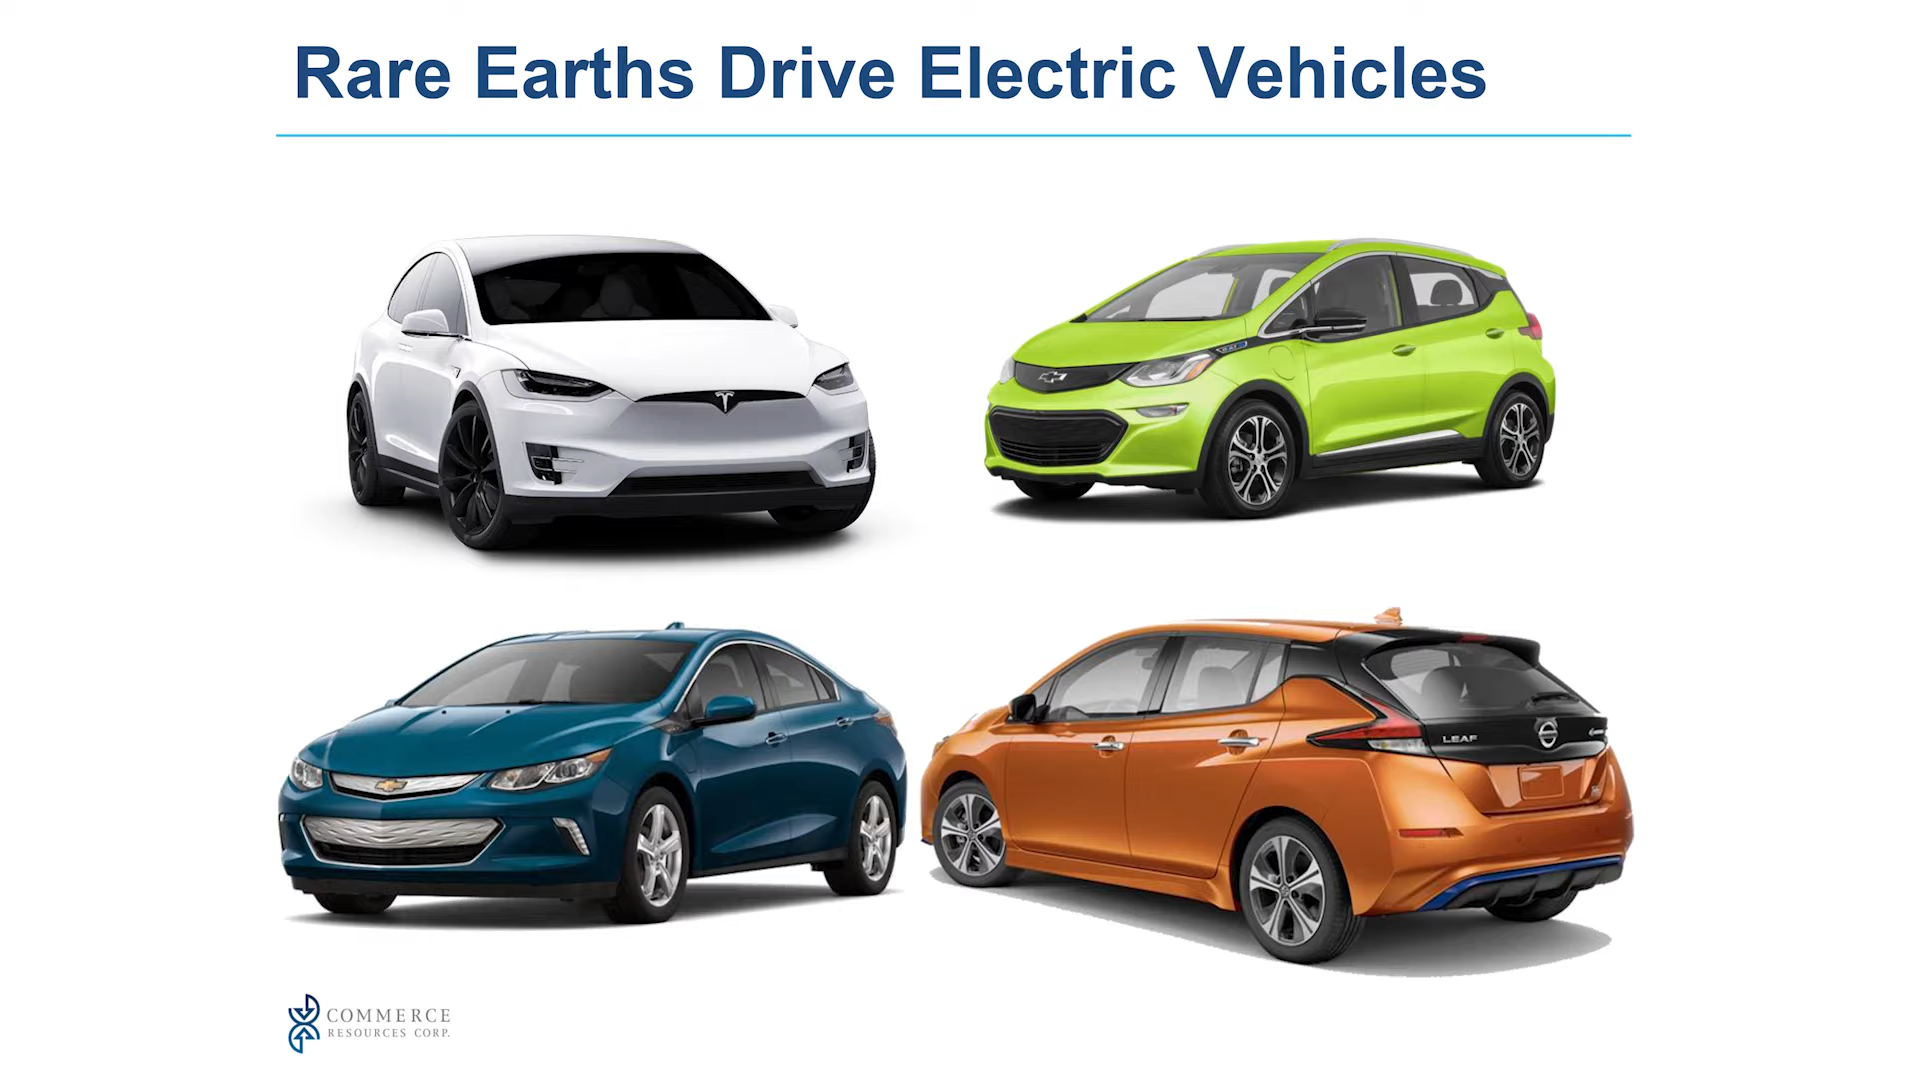 Rare Earths Drive Electric Vehicles
LEAF
COMMERCE
RESOURCES CORP.